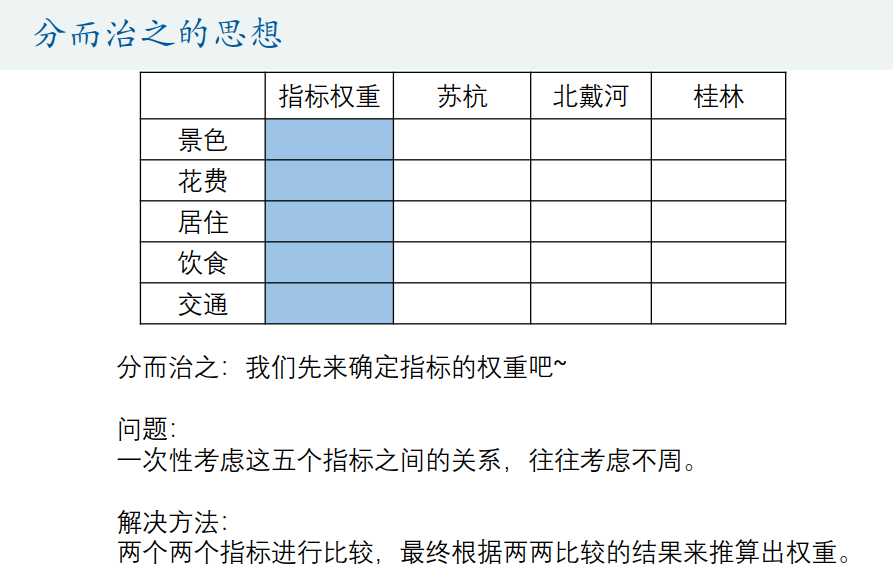 分而治之的思想
指标权重 苏杭 北戴河 桂林
景色
花费
居住
饮食
交通
分而治之：我们先来确定指标的权重吧~
问题：
一次性考虑这五个指标之间的关系，往往考虑不周。
解决方法：
两个两个指标进行比较，最终根据两两比较的结果来推算出权重。